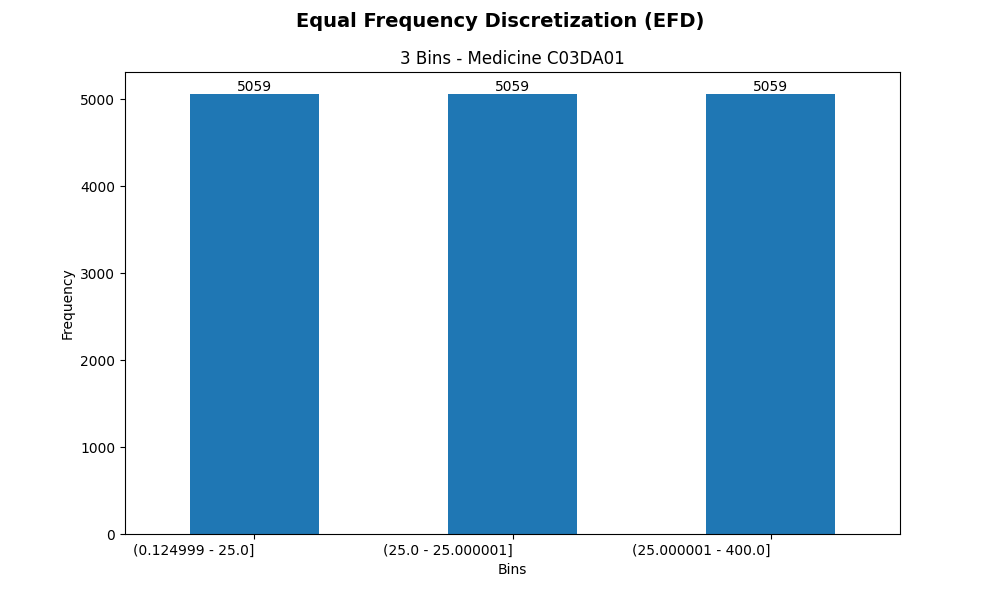 Equal Frequency Discretization (EFD)
3 Bins - Medicine C03DA01
5059 5059 5059
5000
4000
3000
2000
1000
0
Frequency
(0.124999 - 25.0] (25.0 - 25.000001] (25.000001 - 400.0]
Bins